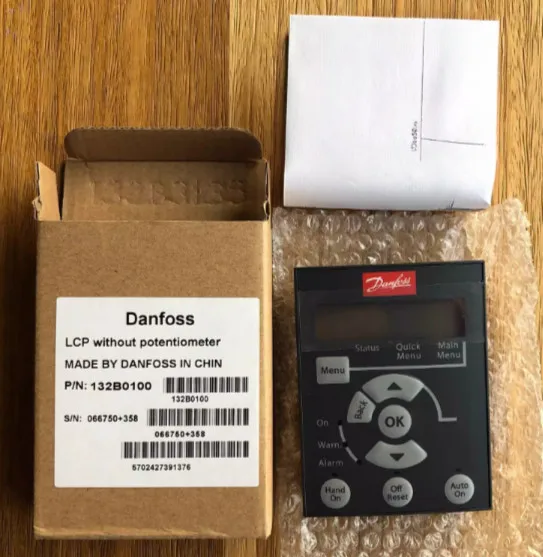 Danfoss
LCP without potentiometer
MADE BY DANFOSS IN CHIN
P/N: 132B0100
132B0100
S/N: 066750+358
066750+358
5702427391376
Danfoss
Status
Quick Menu
Main Menu
Menu
Back
OK
On
Warn.
Alarm
Hand On
Off Reset
Auto On